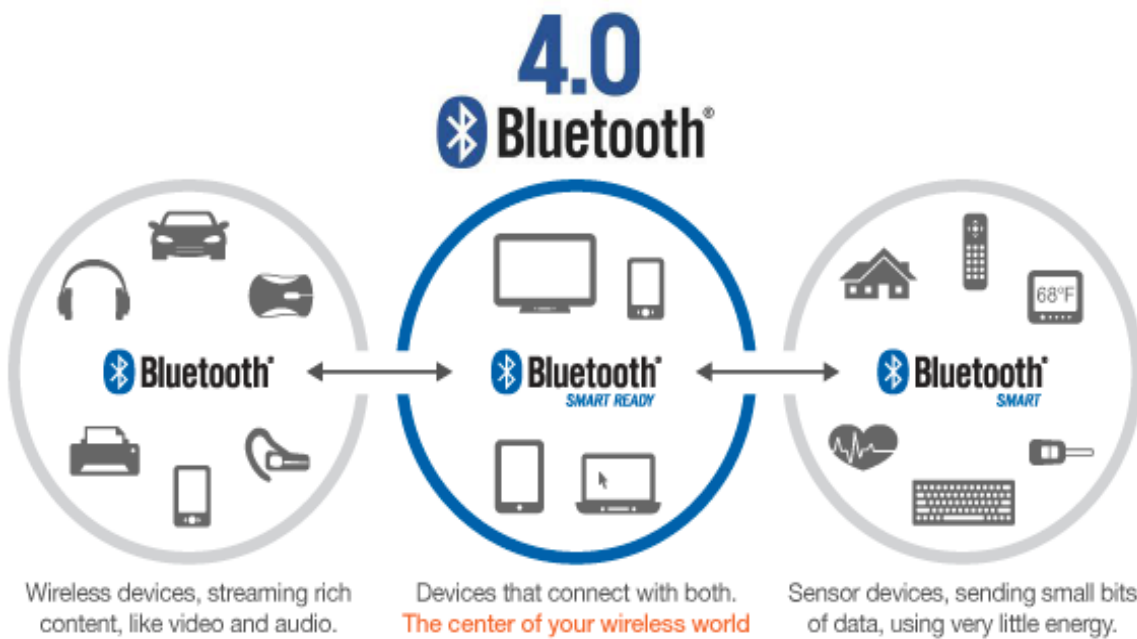 4.0
Bluetooth®
68°F
Bluetooth®
Bluetooth®
SMART READY
Bluetooth®
SMART
Wireless devices, streaming rich
content, like video and audio.
Devices that connect with both.
The center of your wireless world
Sensor devices, sending small bits
of data, using very little energy.